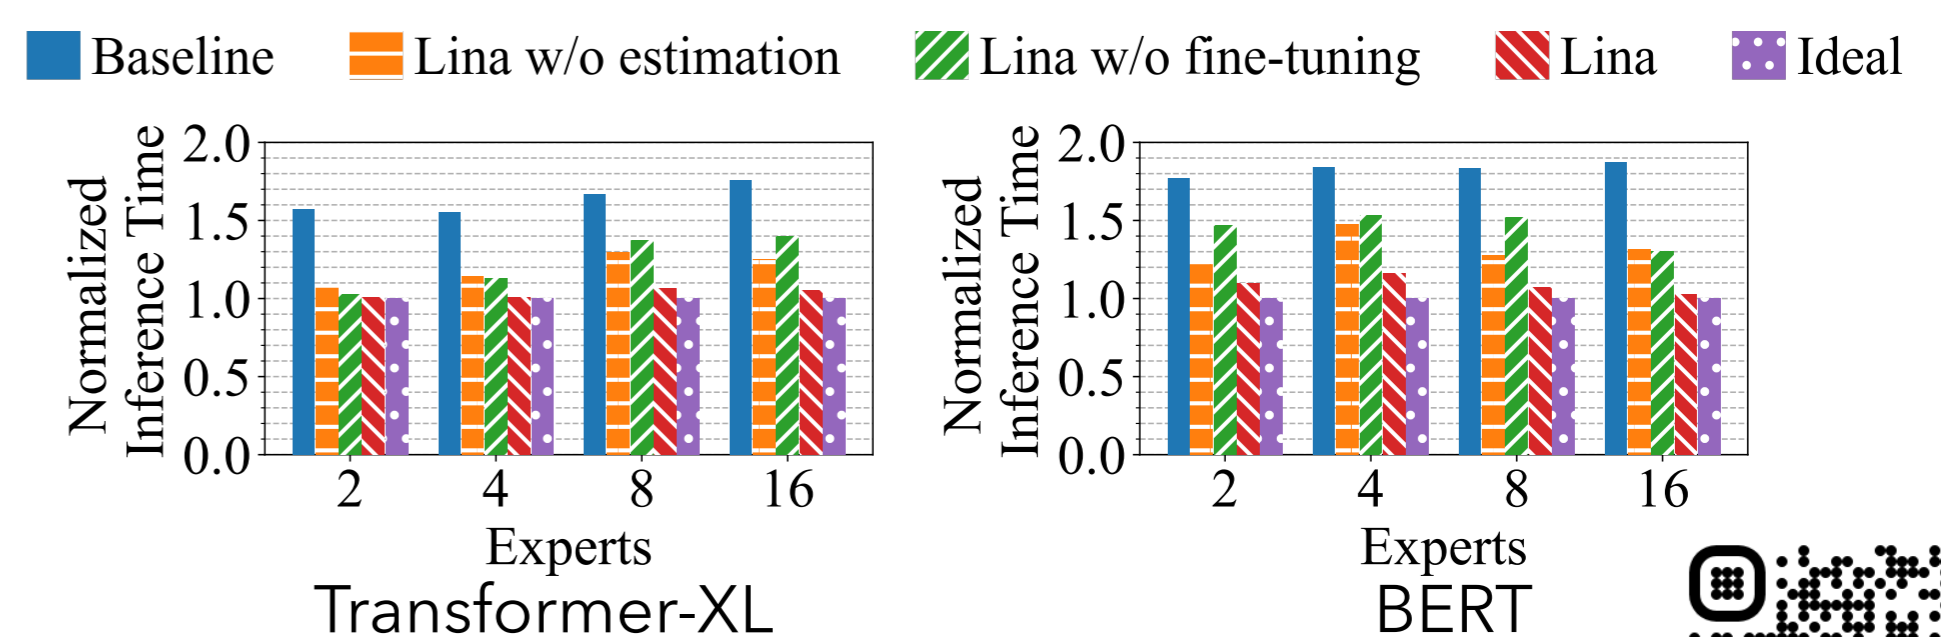 Baseline Lina w/o estimation Lina w/o fine-tuning Lina Ideal
Normalized
Inference Time
2.0
1.5
1.0
0.5
0.0
2 4 8 16
Experts
Transformer-XL
Normalized
Inference Time
2.0
1.5
1.0
0.5
0.0
2 4 8 16
Experts
BERT